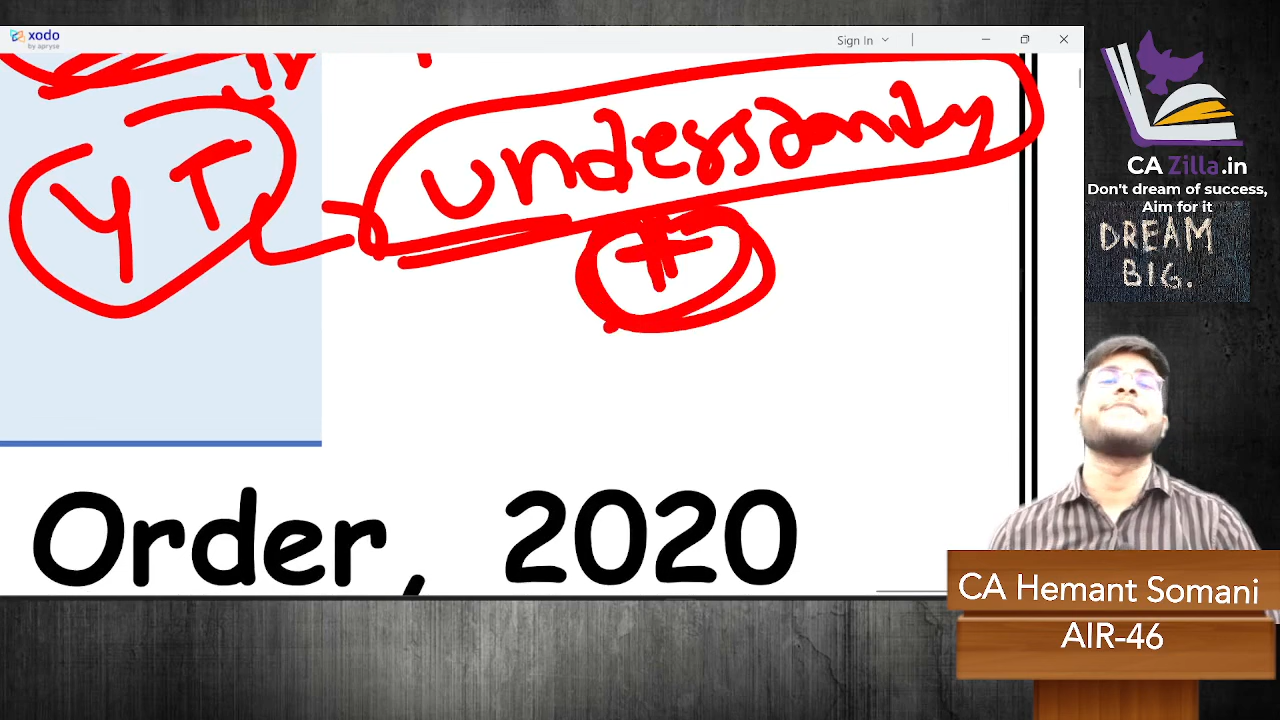 xodo
by apryse
Sign In
YT
understanding
Order, 2020
CA Zilla.in
Don't dream of success,
Aim for it
DREAM
BIG.
CA Hemant Somani
AIR-46